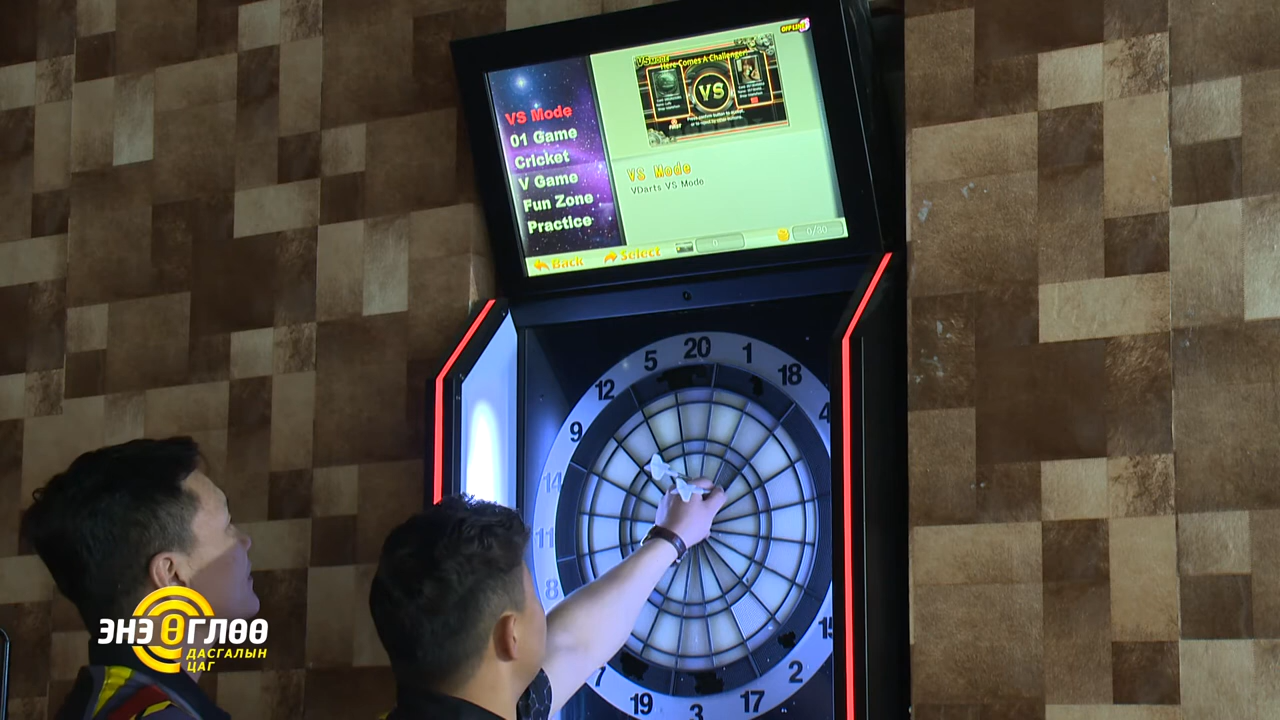 OFFLINE
VS MODE
Here Comes A Challenger!
VS
VS Mode
01 Game
Cricket
V Game
Fun Zone
Practice
VS Mode
VDarts VS Mode
Back
Select
0
0/30
20
1
18
4
15
2
17
3
19
7
8
11
14
9
12
5
ЭНЭ ӨГЛӨӨ
ДАСГАЛЫН
ЦАГ